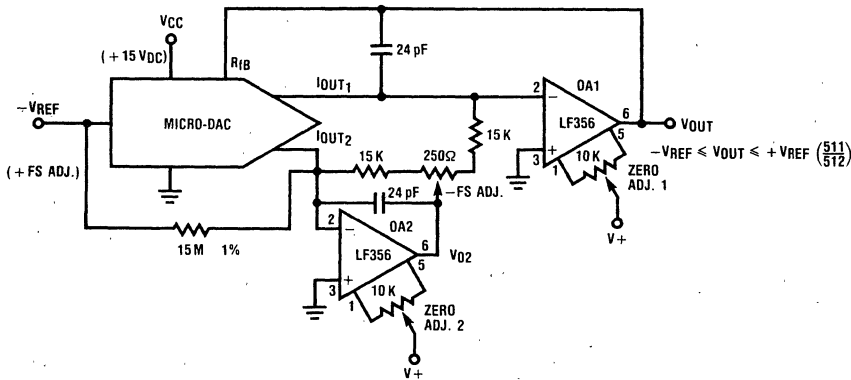 VCC
(+15 VDC)
RfB
24 pF
IOUT1
2
OA1
−VREF
MICRO-DAC
−
LF356
6
VOUT
IOUT2
15K
+
5
−VREF ≤ VOUT ≤ +VREF (511/512)
(+FS ADJ.)
15K
250Ω
3
1
10 K
ZERO
ADJ. 1
24 pF
−FS ADJ.
V+
15 M 1%
2
OA2
−
LF356
6
VO2
+
5
3
1
10 K
ZERO
ADJ. 2
V+